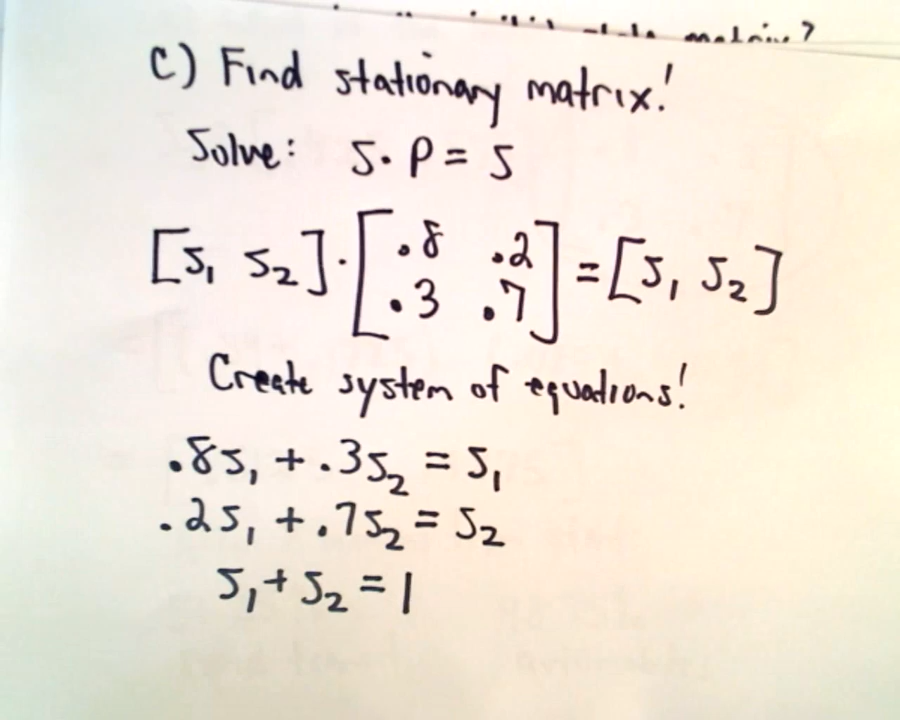 matrix?
C) Find stationary matrix!
Solve: S · P = S
[S₁ S₂] · [.8 .2
.3 .7] = [S₁ S₂]
Create system of equations!
.8S₁ + .3S₂ = S₁
.2S₁ + .7S₂ = S₂
S₁ + S₂ = 1